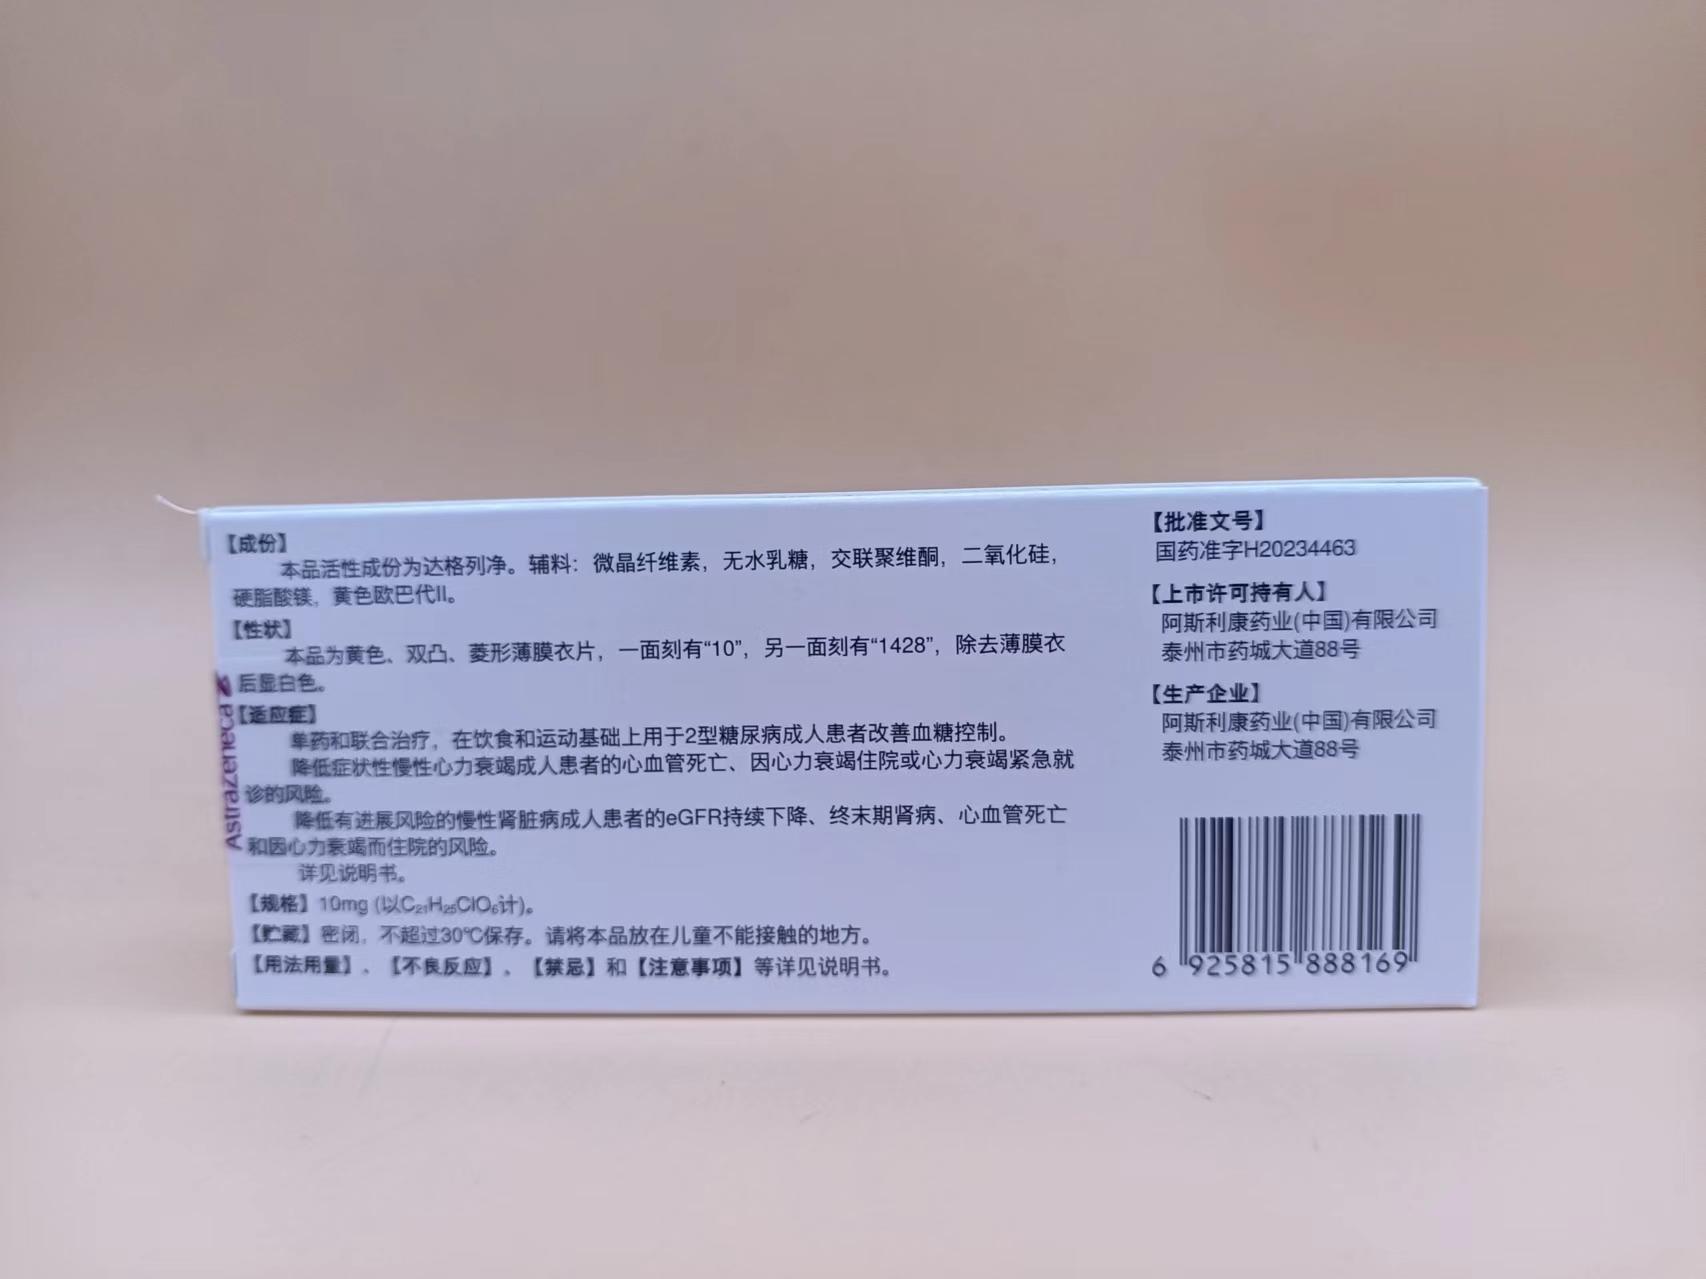 【成份】
本品活性成份为达格列净。辅料：微晶纤维素，无水乳糖，交联聚维酮，二氧化硅，
硬脂酸镁，黄色欧巴代II。
【性状】
本品为黄色、双凸、菱形薄膜衣片，一面刻有“10”，另一面刻有“1428”，除去薄膜衣
后显白色。
【适应症】
单药和联合治疗，在饮食和运动基础上用于2型糖尿病成人患者改善血糖控制。
降低症状性慢性心力衰竭成人患者的心血管死亡、因心力衰竭住院或心力衰竭紧急就
诊的风险。
降低有进展风险的慢性肾脏病成人患者的eGFR持续下降、终末期肾病、心血管死亡
和因心力衰竭而住院的风险。
详见说明书。
【规格】10mg (以C₂₁H₂₅ClO₆计)。
【贮藏】密闭，不超过30℃保存。请将本品放在儿童不能接触的地方。
【用法用量】、【不良反应】、【禁忌】和【注意事项】等详见说明书。
AstraZeneca
【批准文号】
国药准字H20234463
【上市许可持有人】
阿斯利康药业(中国)有限公司
泰州市药城大道88号
【生产企业】
阿斯利康药业(中国)有限公司
泰州市药城大道88号
6 925815 888169